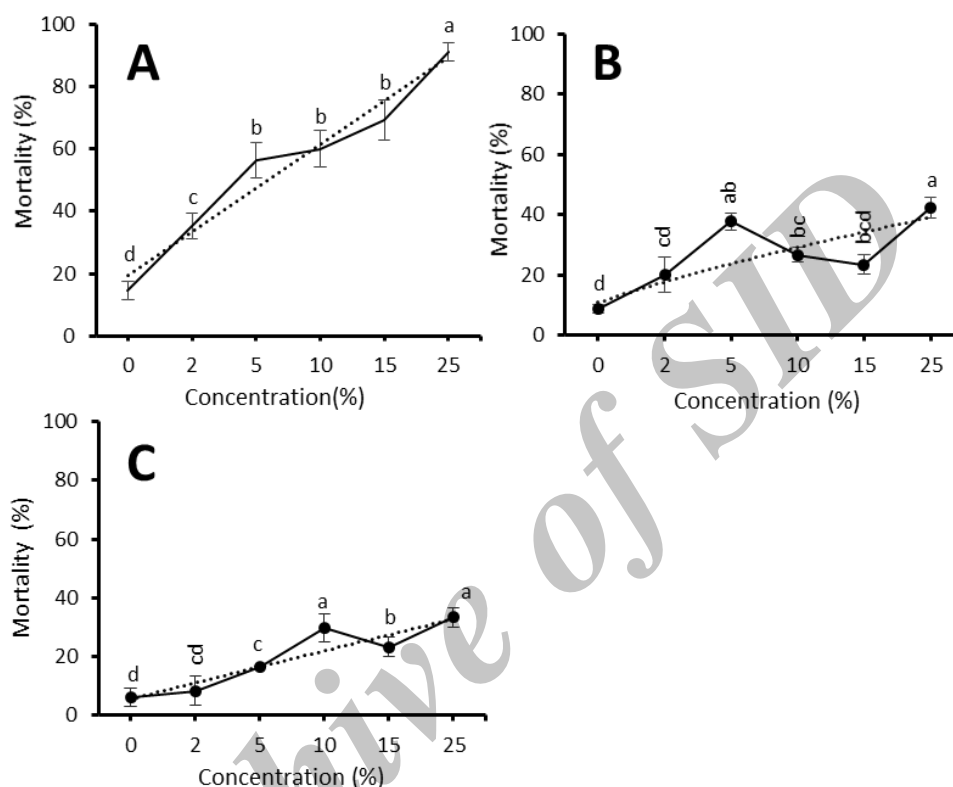 A
Mortality (%)
100
80
60
40
20
0
d
c
b
b
b
a
0 2 5 10 15 25
Concentration(%)
B
Mortality (%)
100
80
60
40
20
0
d
cd
ab
bc
bcd
a
0 2 5 10 15 25
Concentration (%)
C
Mortality (%)
100
80
60
40
20
0
d
cd
c
a
b
a
0 2 5 10 15 25
Concentration (%)
hive of SID